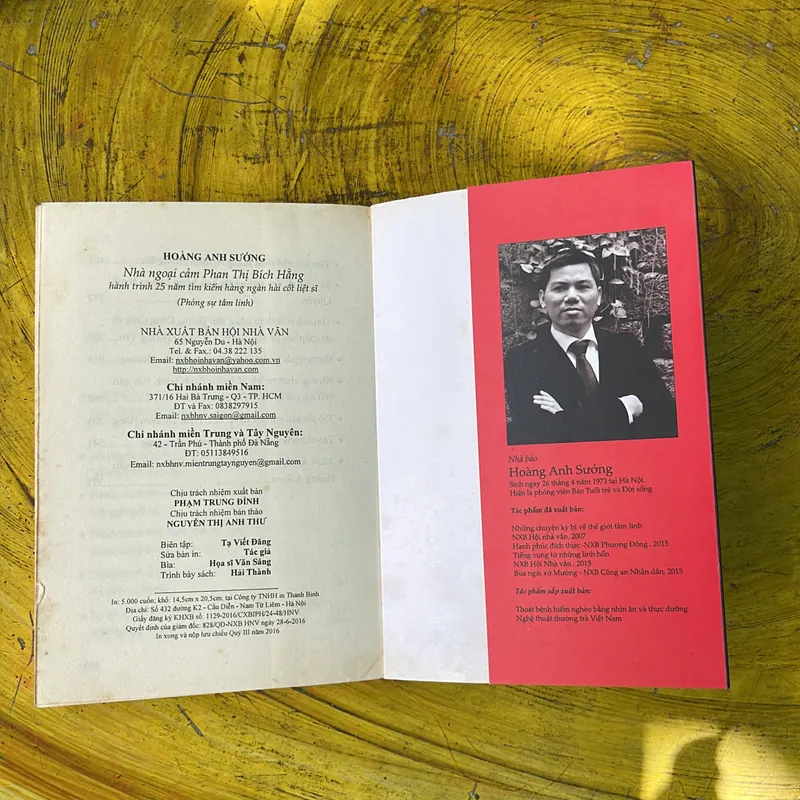 HOÀNG ANH SƯỚNG
Nhà ngoại cảm Phan Thị Bích Hằng
hành trình 25 năm tìm kiếm hàng ngàn hài cốt liệt sĩ
(Phóng sự tâm linh)
NHÀ XUẤT BẢN HỘI NHÀ VĂN
65 Nguyễn Du - Hà Nội
Tel. & Fax.: 04.38 222 135
Email: nxbhoinhavan@yahoo.com.vn
http://nxbhoinhavan.com
Chi nhánh miền Nam:
371/16 Hai Bà Trưng - Q3 - TP. HCM
ĐT và Fax: 0838297915
Email: nxbhnv.saigon@gmail.com
Chi nhánh miền Trung và Tây Nguyên:
42 - Trần Phú - Thành phố Đà Nẵng
ĐT: 05113849516
Email: nxbhnv.mientrungtaynguyen@gmail.com
Chịu trách nhiệm xuất bản
PHẠM TRUNG ĐỈNH
Chịu trách nhiệm bản thảo
NGUYỄN THỊ ANH THƯ
Biên tập: Tạ Viết Đãng
Sửa bản in: Tác giả
Bìa: Họa sĩ Văn Sáng
Trình bày sách: Hải Thành
In: 5.000 cuốn; khổ: 14,5cm x 20,5cm; tại Công ty TNHH in Thanh Bình
Địa chỉ: Số 432 đường K2 - Cầu Diễn - Nam Từ Liêm - Hà Nội
Giấy đăng ký KHXB số: 1129-2016/CXBIPH/24-48/HNV
Quyết định của giám đốc: 828/QĐ-NXB HNV ngày 28-6-2016
In xong và nộp lưu chiểu Quý III năm 2016
Nhà báo
Hoàng Anh Sướng
Sinh ngày 26 tháng 4 năm 1973 tại Hà Nội.
Hiện là phóng viên Báo Tuổi trẻ và Đời sống
Tác phẩm đã xuất bản:
Những chuyện kỳ bí về thế giới tâm linh
NXB Hội nhà văn, 2007
Hạnh phúc đích thực -NXB Phương Đông , 2015
Tiếng vọng từ những linh hồn
NXB Hội Nhà văn , 2015
Bùa ngải xứ Mường - NXB Công an Nhân dân, 2015
Tác phẩm sắp xuất bản:
Thoát bệnh hiểm nghèo bằng nhịn ăn và thực dưỡng
Nghệ thuật thưởng trà Việt Nam